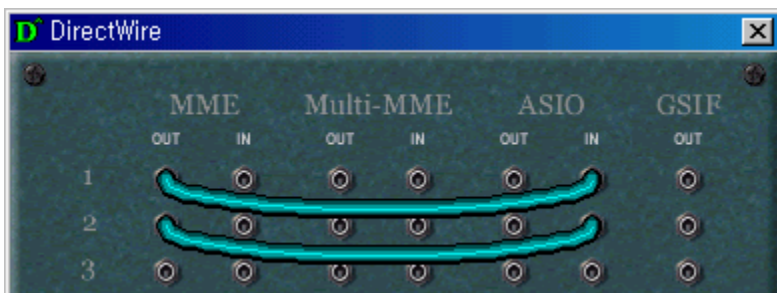 DirectWire
MME Multi-MME ASIO GSIF
OUT IN OUT IN OUT IN OUT
1
2
3